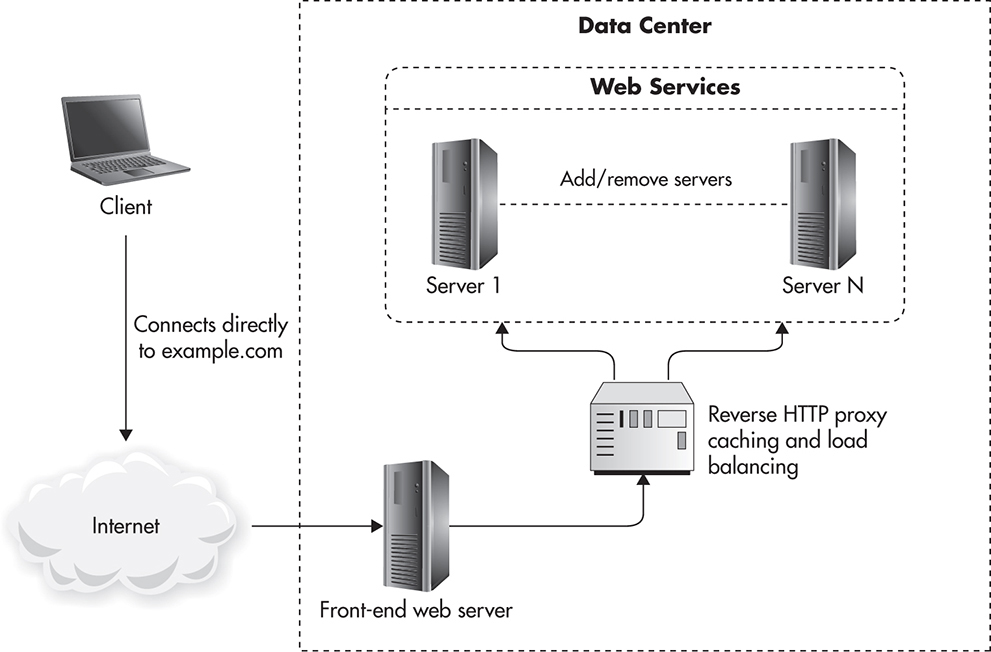 Data Center
Web Services
Add/remove servers
Client
Server 1
Server N
Connects directly
to example.com
Reverse HTTP proxy
caching and load
balancing
Internet
Front-end web server